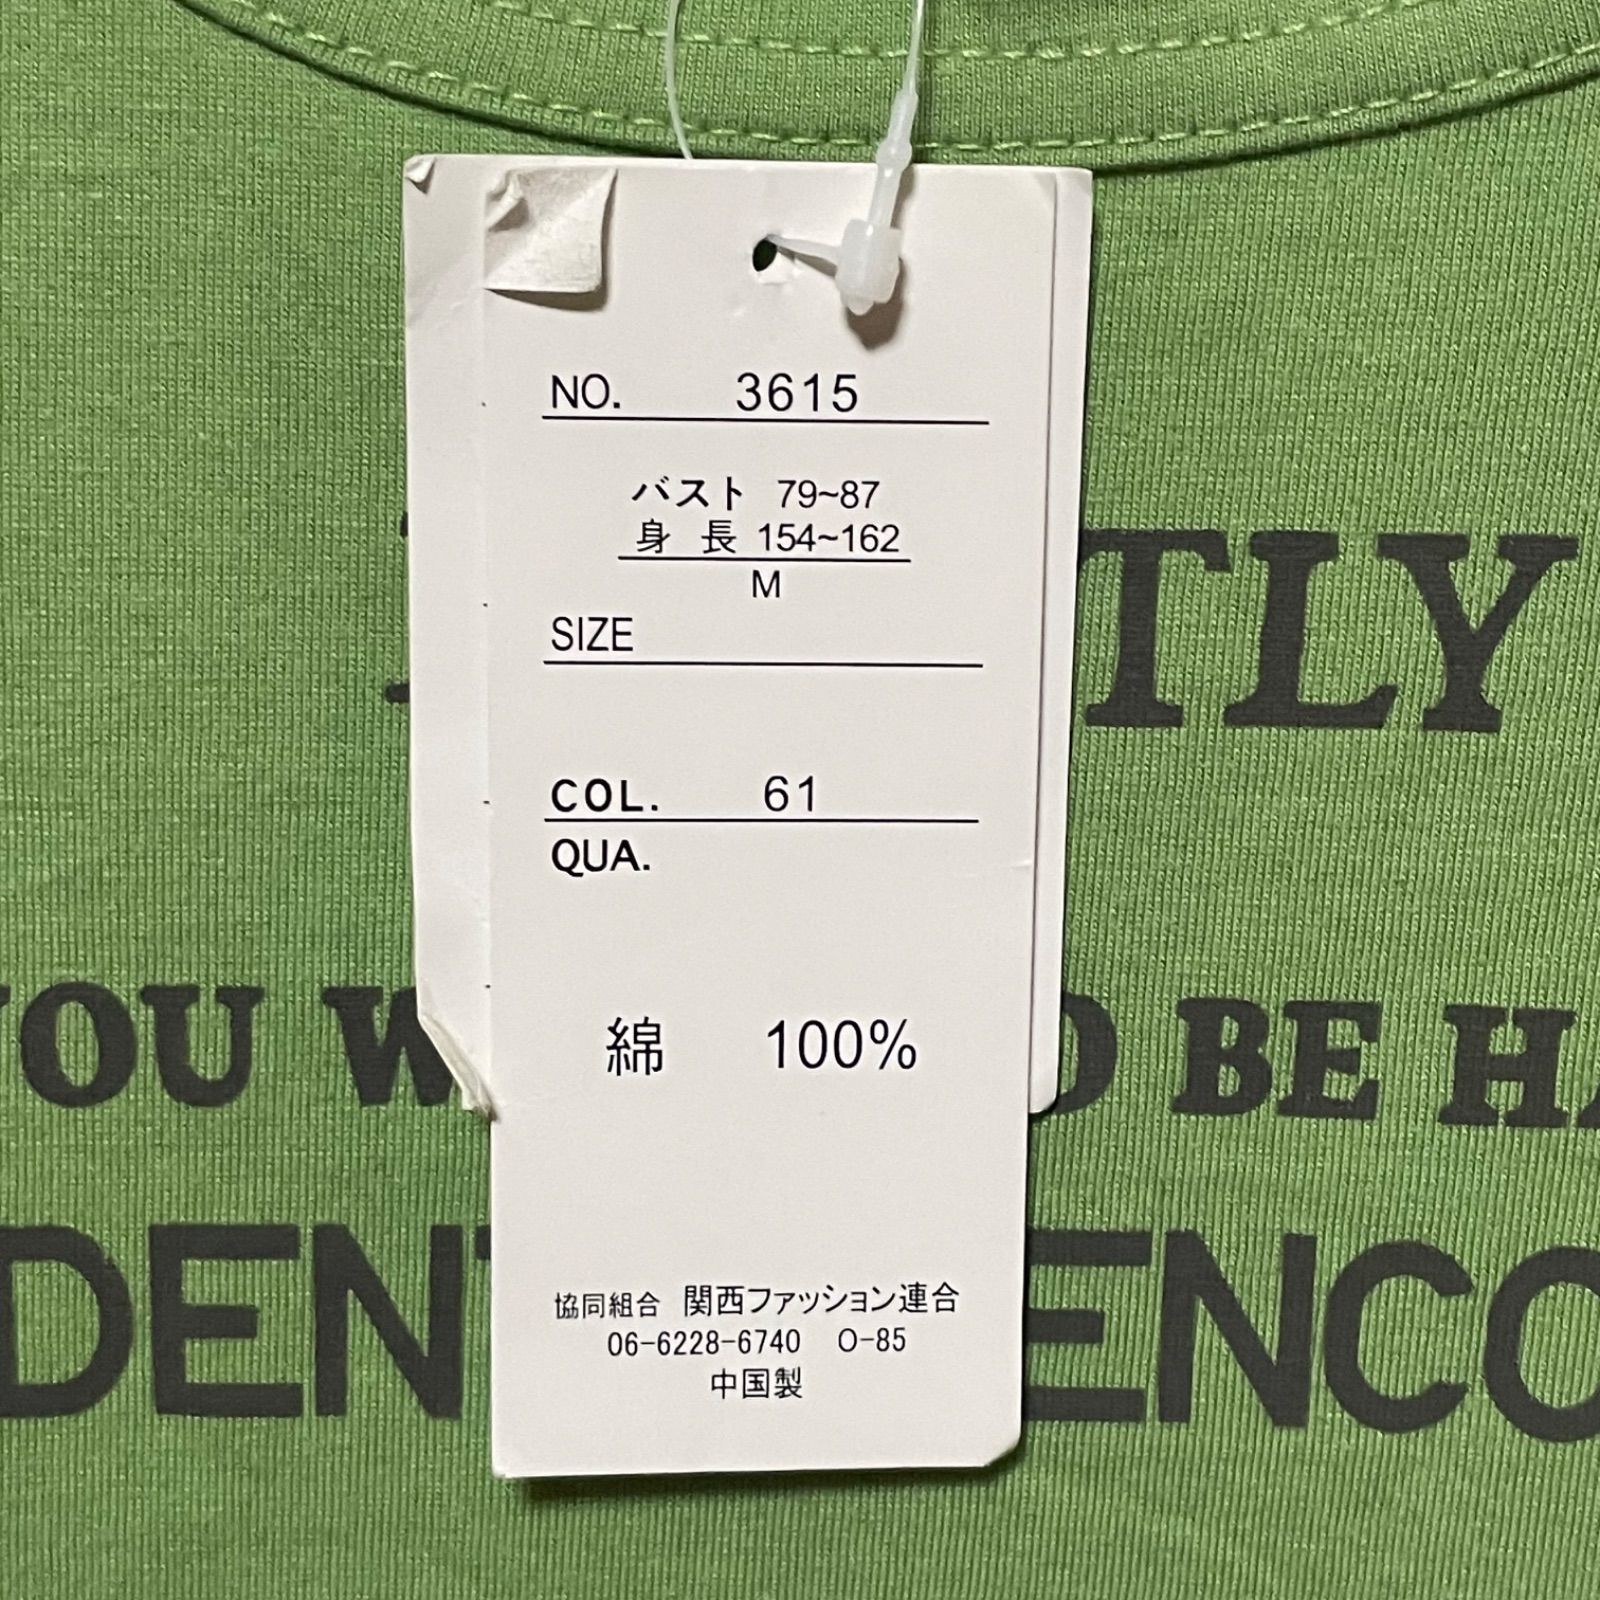 NO. 3615
バスト 79~87
身長 154~162
M
SIZE
COL. 61
QUA.
綿 100%
協同組合 関西ファッション連合
06-6228-6740 O-85
中国製
TLY
YOU W D BE HA
DENT ENCO